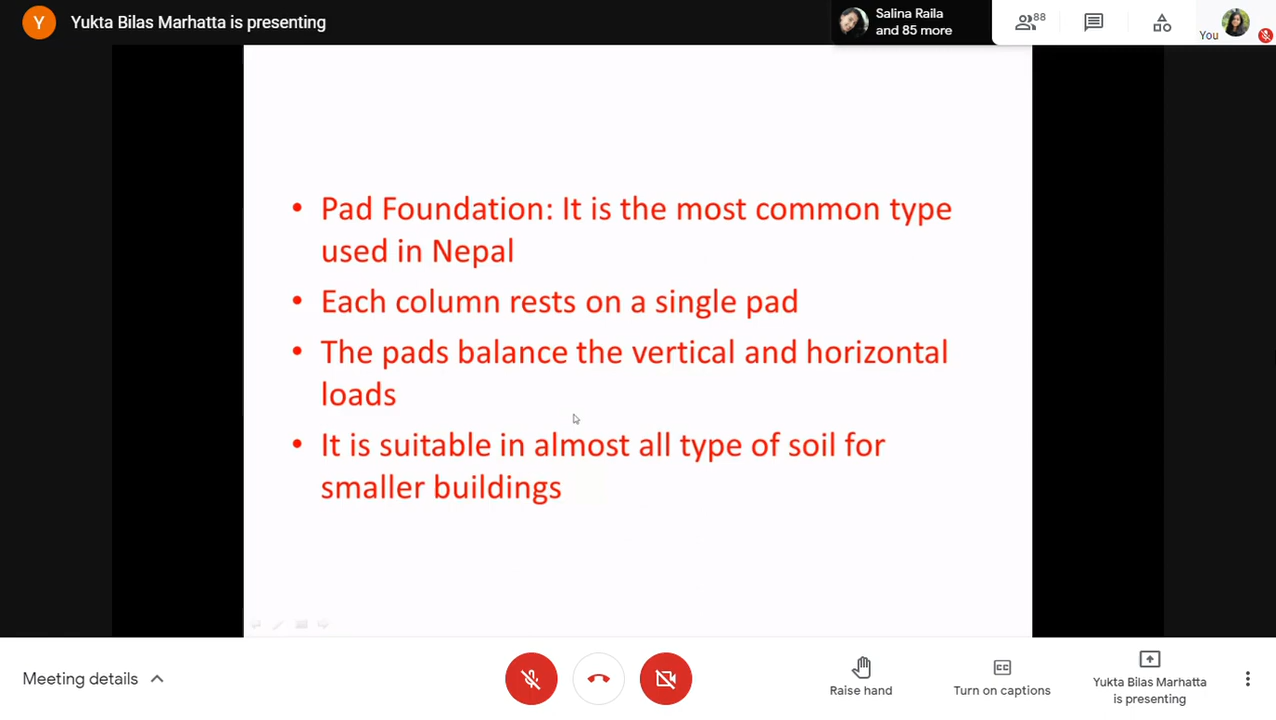 Y
Yukta Bilas Marhatta is presenting
Salina Raila
and 85 more
88
You
• Pad Foundation: It is the most common type
used in Nepal
• Each column rests on a single pad
• The pads balance the vertical and horizontal
loads
• It is suitable in almost all type of soil for
smaller buildings
Meeting details
Raise hand
CC
Turn on captions
Yukta Bilas Marhatta
is presenting